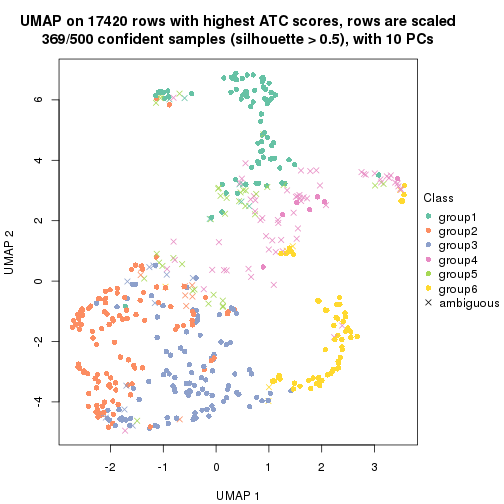 UMAP on 17420 rows with highest ATC scores, rows are scaled
369/500 confident samples (silhouette > 0.5), with 10 PCs
6
4
2
0
-2
-4
UMAP 2
-2
-1
0
1
2
3
UMAP 1
Class
group1
group2
group3
group4
group5
group6
ambiguous